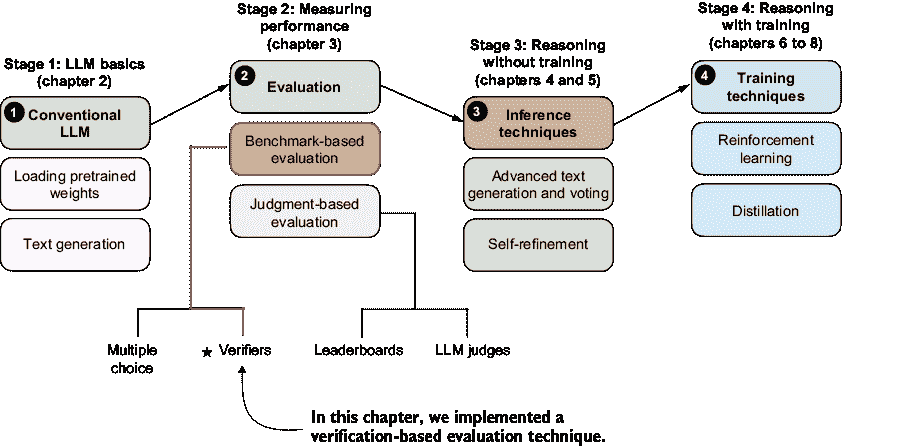 Stage 1: LLM basics
(chapter 2)
1
Conventional
LLM
Loading pretrained
weights
Text generation
Stage 2: Measuring
performance
(chapter 3)
2
Evaluation
Benchmark-based
evaluation
Judgment-based
evaluation
Stage 3: Reasoning
without training
(chapters 4 and 5)
3
Inference
techniques
Advanced text
generation and voting
Self-refinement
Stage 4: Reasoning
with training
(chapters 6 to 8)
4
Training
techniques
Reinforcement
learning
Distillation
Multiple
choice
★ Verifiers
Leaderboards
LLM judges
In this chapter, we implemented a
verification-based evaluation technique.